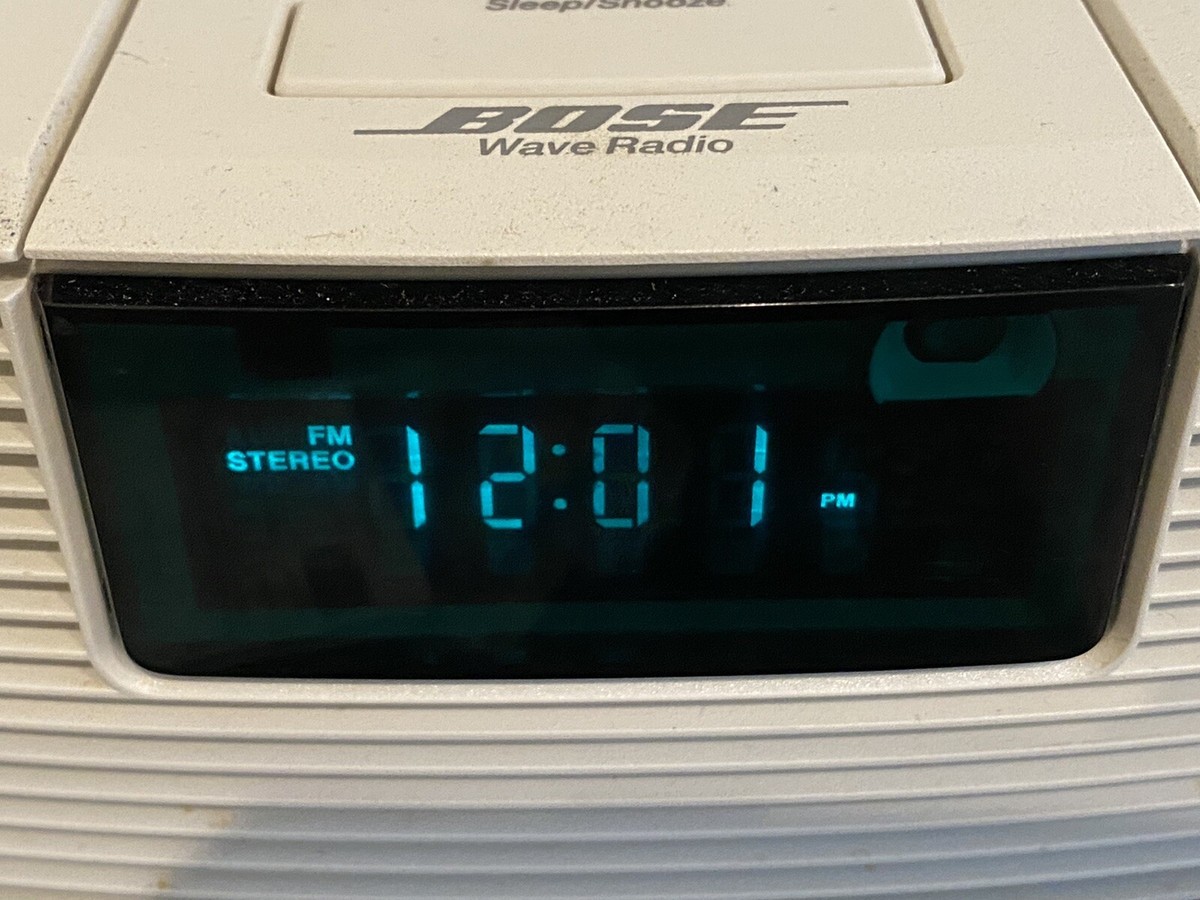 Sleep/Snooze
BOSE
Wave Radio
FM
STEREO
12:01 PM